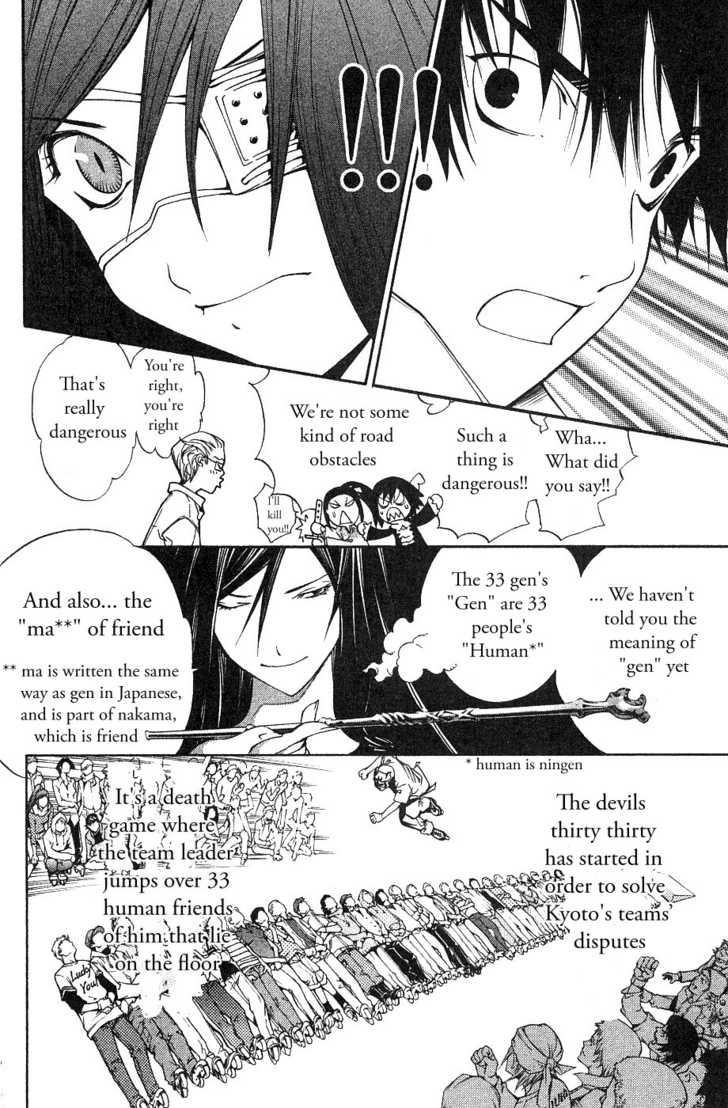 !!!
Wha...
What did
you say!!
Such a
thing is
dangerous!!
We're not some
kind of road
obstacles
I'll
kill
you!!
You're
right,
you're
right
That's
really
dangerous
... We haven't
told you the
meaning of
"gen" yet
The 33 gen's
"Gen" are 33
people's
"Human*"
And also... the
"ma**" of friend
** ma is written the same
way as gen in Japanese,
and is part of nakama,
which is friend
* human is ningen
The devils
thirty thirty
has started in
order to solve
Kyoto's teams'
disputes
It's a death
game where
the team leader
jumps over 33
human friends
of him that lie
on the floor
Lucky
You!